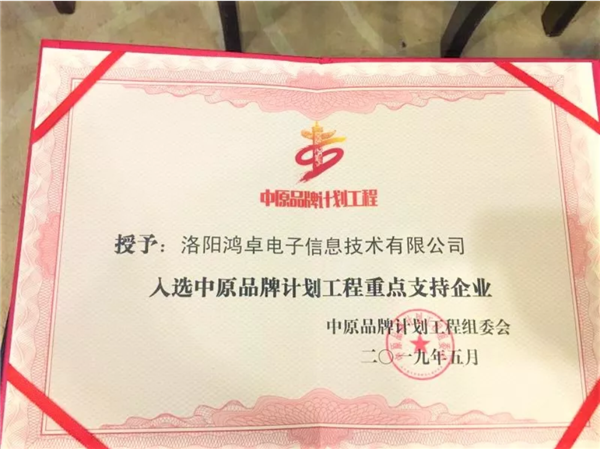 中原品牌计划工程
授予：洛阳鸿卓电子信息技术有限公司
入选中原品牌计划工程重点支持企业
中原品牌计划工程组委会
二〇一九年五月